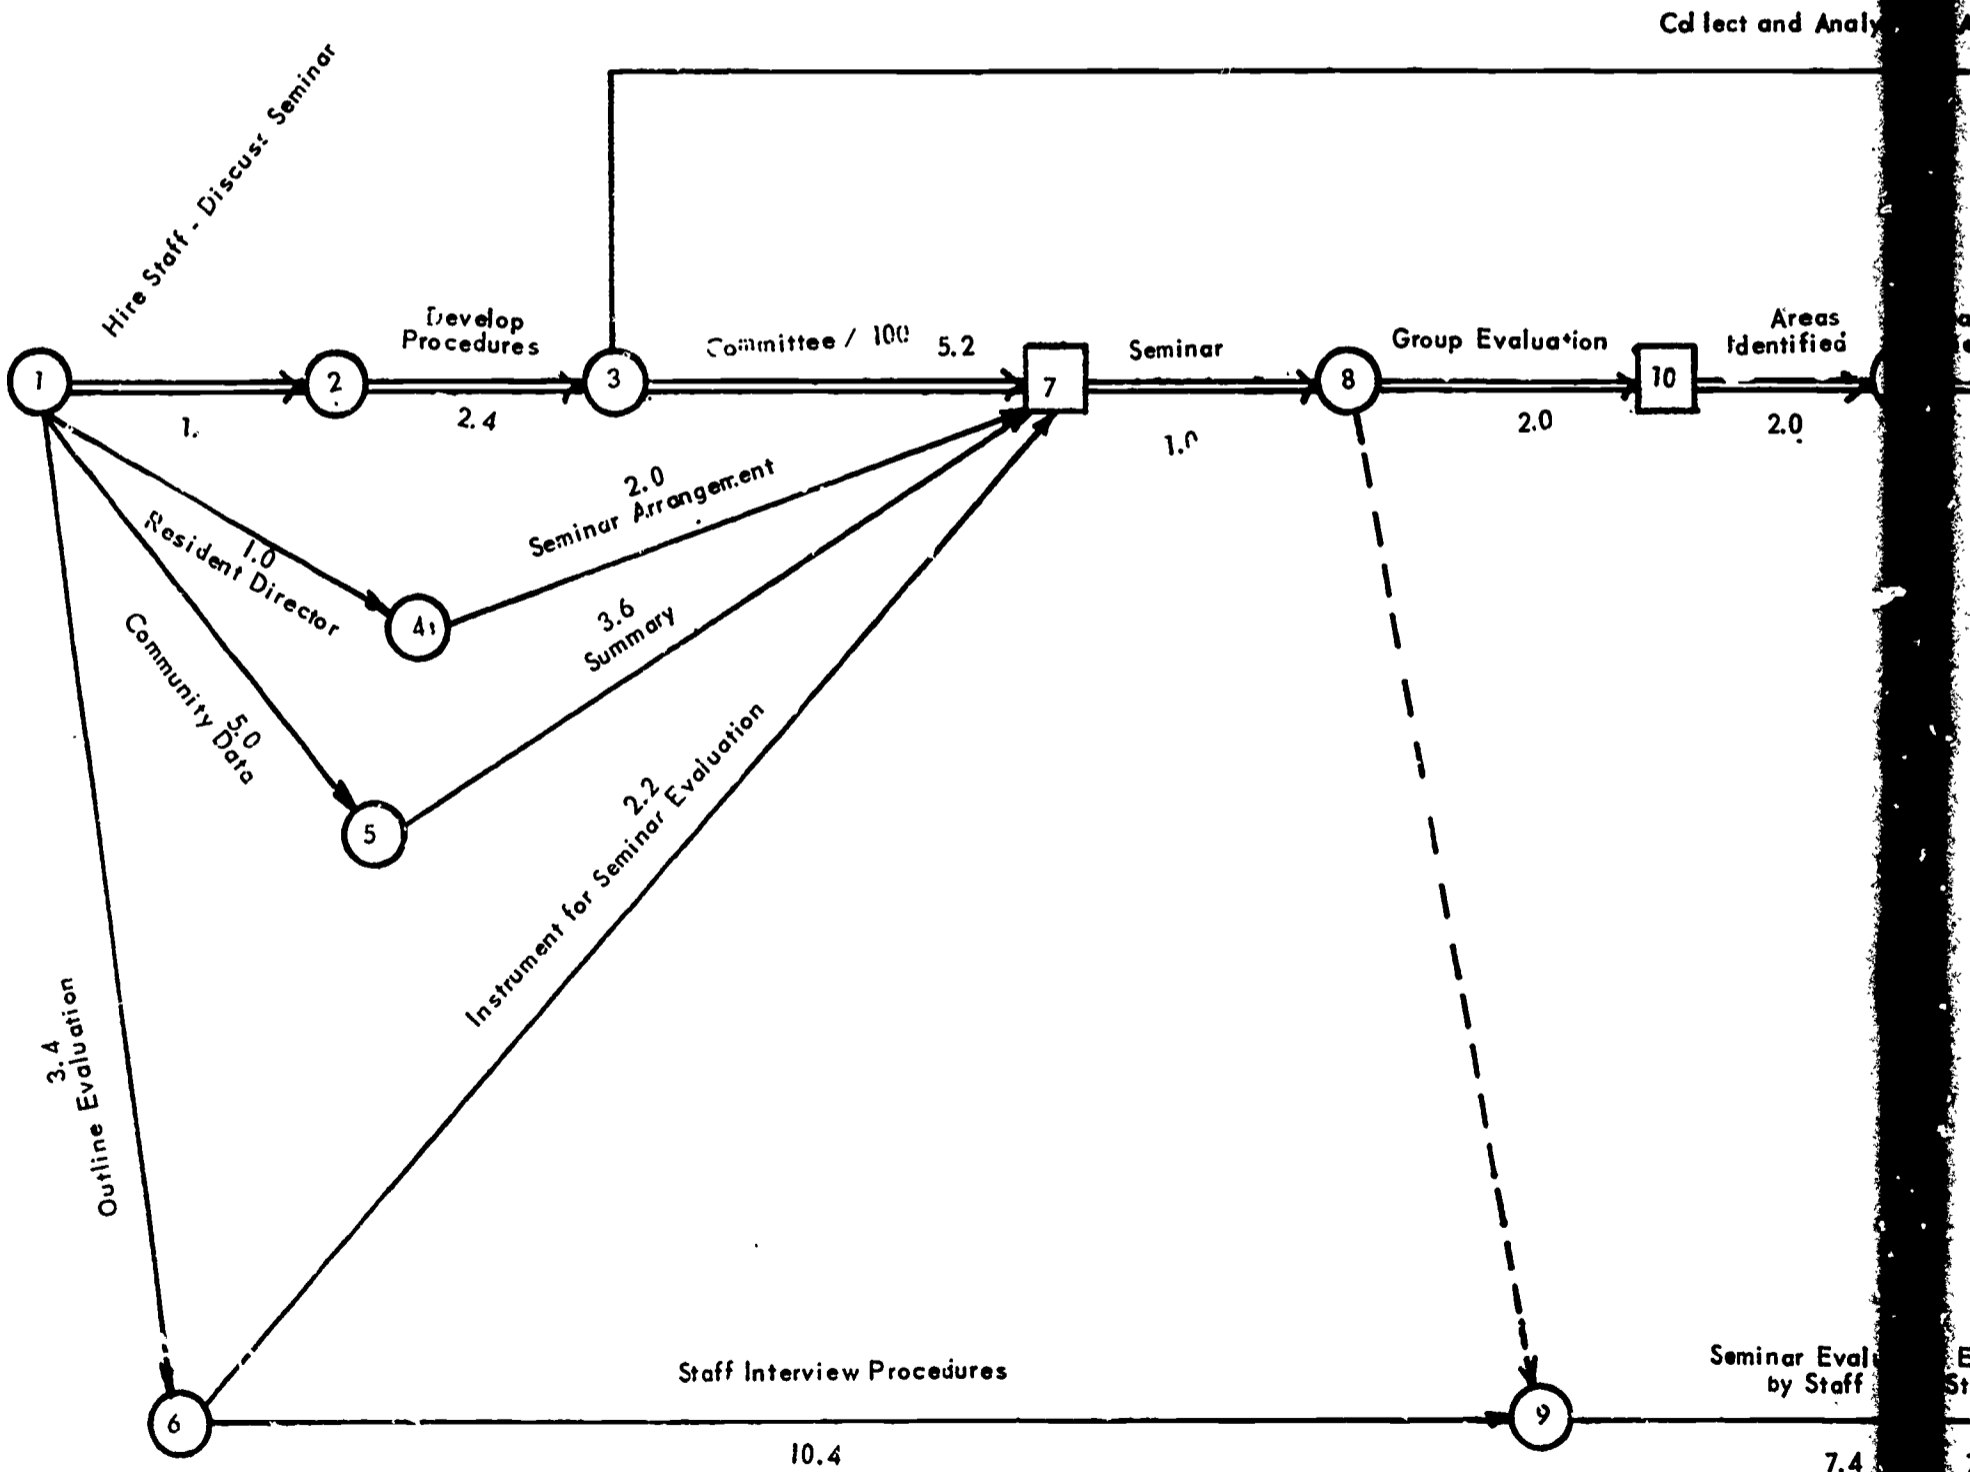 Collect and Analy
Hire Staff - Discuss Seminar
Develop
Procedures
Committee / 100
5.2
Seminar
Group Evaluation
Areas
Identified
1
2
3
7
8
10
1.
2.4
1.0
2.0
2.0
2.0
Seminar Arrangement
1.0
Resident Director
4
3.6
Summary
Community Data
5.0
5
2.2
Instrument for Seminar Evaluation
3.4
Outline Evaluation
Staff Interview Procedures
Seminar Eval
by Staff
6
9
10.4
7.4